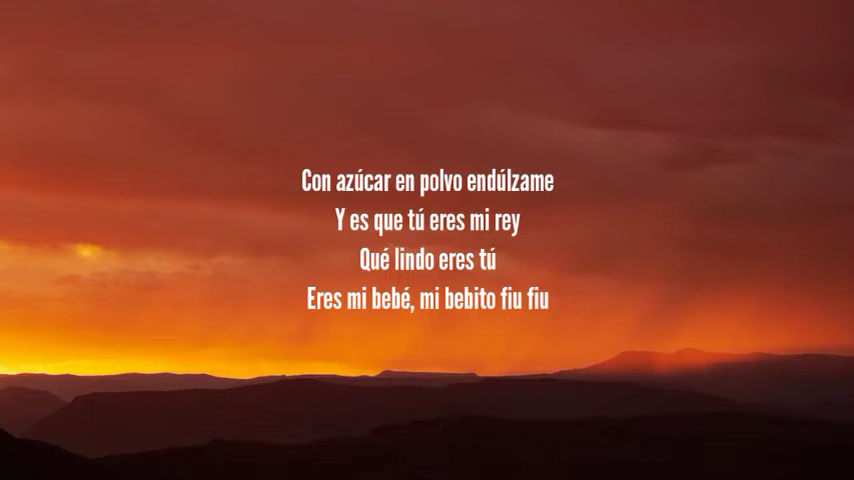 Con azúcar en polvo endúlzame
Y es que tú eres mi rey
Qué lindo eres tú
Eres mi bebé, mi bebito fiu fiu